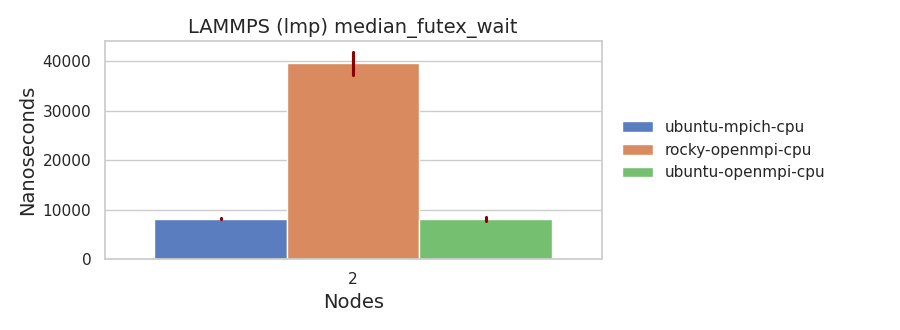 LAMMPS (lmp) median_futex_wait
Nanoseconds
40000
30000
20000
10000
0
2
Nodes
ubuntu-mpich-cpu
rocky-openmpi-cpu
ubuntu-openmpi-cpu